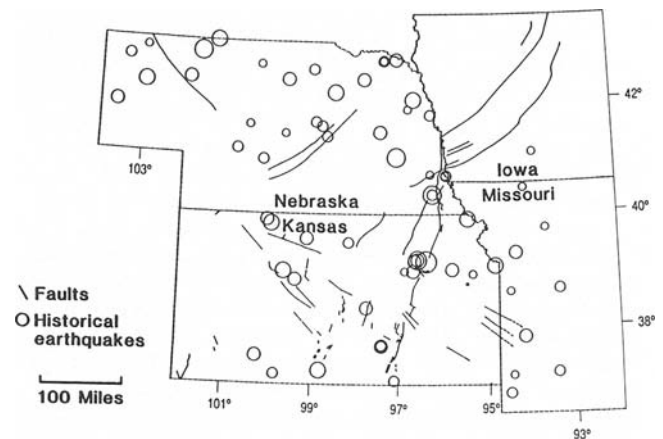 42°
103°
Iowa
Missouri
Nebraska
40°
Kansas
Faults
Historical
earthquakes
38°
100 Miles
101°
99°
97°
95°
93°